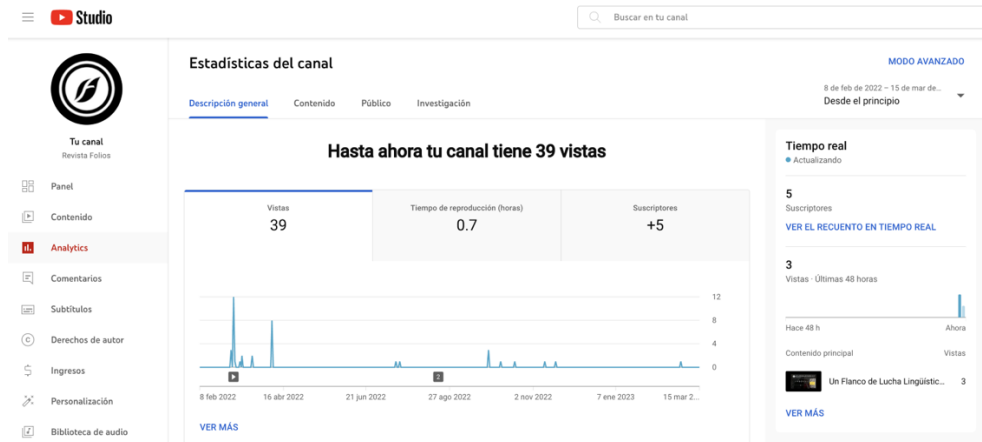 Studio
Buscar en tu canal
Tu canal
Revista Folios
Panel
Contenido
Analytics
Comentarios
Subtítulos
Derechos de autor
Ingresos
Personalización
Biblioteca de audio
Estadísticas del canal
MODO AVANZADO
8 de feb de 2022 – 15 de mar de...
Desde el principio
Descripción general Contenido Público Investigación
Hasta ahora tu canal tiene 39 vistas
Vistas
39
Tiempo de reproducción (horas)
0.7
Suscriptores
+5
12
8
4
0
2
8 feb 2022 16 abr 2022 21 jun 2022 27 ago 2022 2 nov 2022 7 ene 2023 15 mar 2...
VER MÁS
Tiempo real
Actualizando
5
Suscriptores
VER EL RECUENTO EN TIEMPO REAL
3
Vistas · Últimas 48 horas
Hace 48 h Ahora
Contenido principal Vistas
Un Flanco de Lucha Lingüístic... 3
VER MÁS